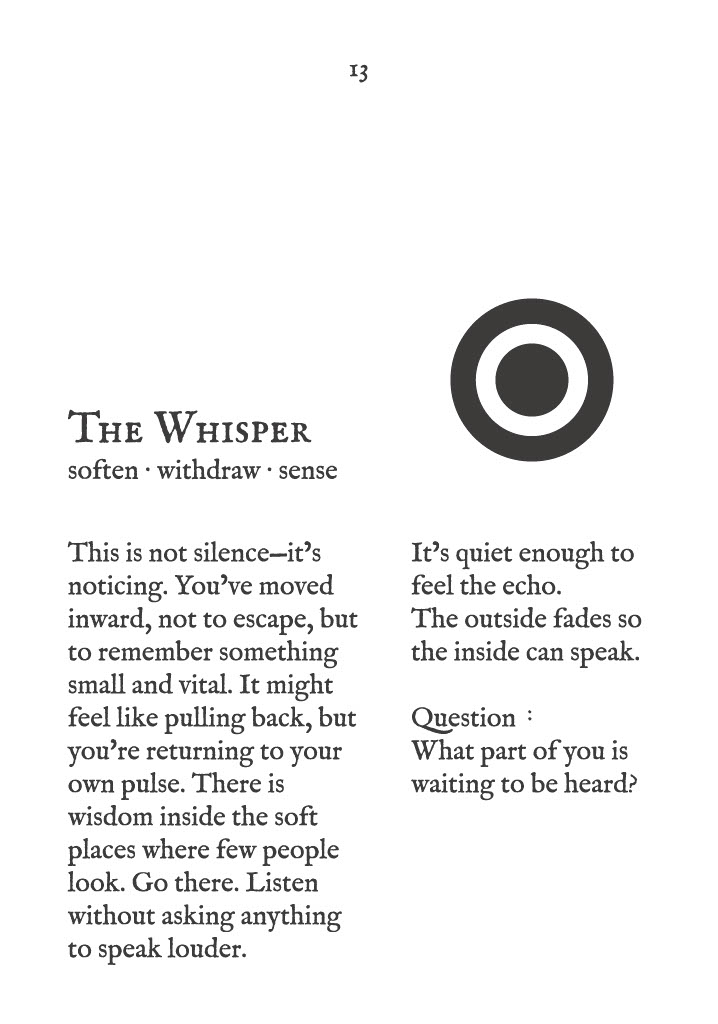 13
The Whisper
soften · withdraw · sense
This is not silence—it’s
noticing. You’ve moved
inward, not to escape, but
to remember something
small and vital. It might
feel like pulling back, but
you’re returning to your
own pulse. There is
wisdom inside the soft
places where few people
look. Go there. Listen
without asking anything
to speak louder.
It’s quiet enough to
feel the echo.
The outside fades so
the inside can speak.
Question :
What part of you is
waiting to be heard?